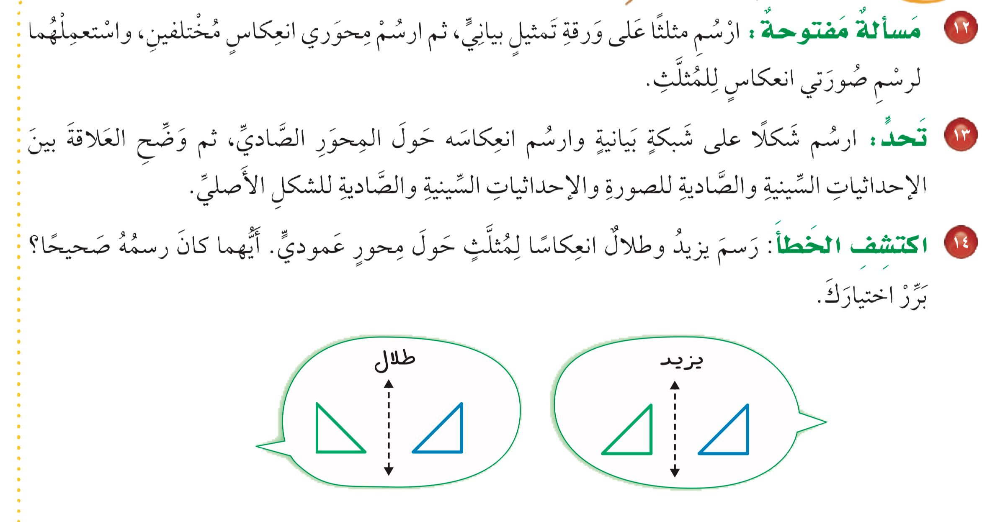 ١٢ مَسألةٌ مَفتوحةٌ: ارْسُمِ مثلثًا عَلى وَرقةِ تَمثيلٍ بيانِيٍّ، ثم ارسُمْ مِحوَري انعِكاسٍ مُخْتلفينِ، واسْتعمِلْهُما
لرسْمِ صُورَتي انعكاسٍ لِلمُثلَّثِ.
١٣ تَحدٍّ: ارسُم شَكلًا على شَبكةٍ بَيانيةٍ وارسُم انعِكاسَه حَولَ المِحوَرِ الصَّاديِّ، ثم وَضِّحِ العَلاقةَ بينَ
الإحداثياتِ السِّينيةِ والصَّاديةِ للصورةِ والإحداثياتِ السِّينيةِ والصَّاديةِ للشكلِ الأَصليِّ.
١٤ اكتشِفِ الخَطأَ: رَسمَ يزيدُ وطلالٌ انعِكاسًا لِمُثلَّثٍ حَولَ مِحورٍ عَموديٍّ. أَيُّهما كانَ رسمُهُ صَحيحًا؟
بَرِّرْ اختيارَكَ.
يزيد
طلال